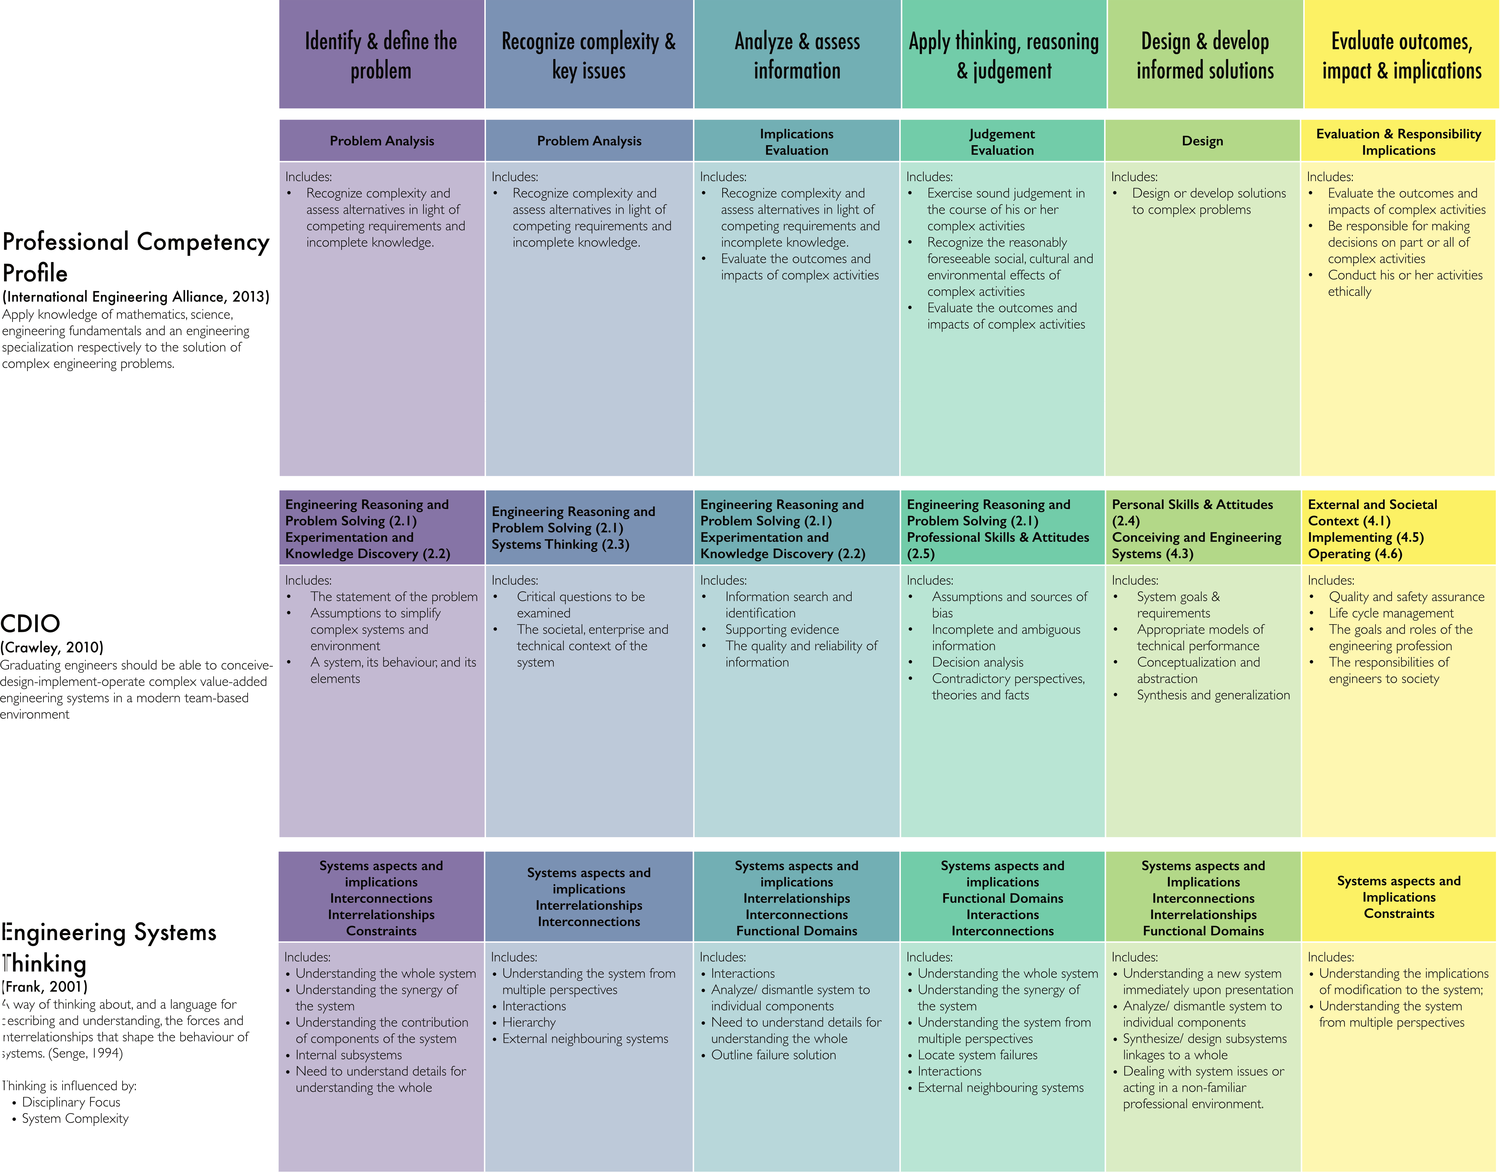 Identify & define the
problem
Recognize complexity &
key issues
Analyze & assess
information
Apply thinking, reasoning
& judgement
Design & develop
informed solutions
Evaluate outcomes,
impact & implications
Professional Competency
Profile
(International Engineering Alliance, 2013)
Apply knowledge of mathematics, science,
engineering fundamentals and an engineering
specialization respectively to the solution of
complex engineering problems.
Problem Analysis
Includes:
• Recognize complexity and
assess alternatives in light of
competing requirements and
incomplete knowledge.
Problem Analysis
Includes:
• Recognize complexity and
assess alternatives in light of
competing requirements and
incomplete knowledge.
Implications
Evaluation
Includes:
• Recognize complexity and
assess alternatives in light of
competing requirements and
incomplete knowledge.
• Evaluate the outcomes and
impacts of complex activities
Judgement
Evaluation
Includes:
• Exercise sound judgement in
the course of his or her
complex activities
• Recognize the reasonably
foreseeable social, cultural and
environmental effects of
complex activities
• Evaluate the outcomes and
impacts of complex activities
Design
Includes:
• Design or develop solutions
to complex problems
Evaluation & Responsibility
Implications
Includes:
• Evaluate the outcomes and
impacts of complex activities
• Be responsible for making
decisions on part or all of
complex activities
• Conduct his or her activities
ethically
CDIO
(Crawley, 2010)
Graduating engineers should be able to conceive-
design-implement-operate complex value-added
engineering systems in a modern team-based
environment
Engineering Reasoning and
Problem Solving (2.1)
Experimentation and
Knowledge Discovery (2.2)
Includes:
• The statement of the problem
• Assumptions to simplify
complex systems and
environment
• A system, its behaviour, and its
elements
Engineering Reasoning and
Problem Solving (2.1)
Systems Thinking (2.3)
Includes:
• Critical questions to be
examined
• The societal, enterprise and
technical context of the
system
Engineering Reasoning and
Problem Solving (2.1)
Experimentation and
Knowledge Discovery (2.2)
Includes:
• Information search and
identification
• Supporting evidence
• The quality and reliability of
information
Engineering Reasoning and
Problem Solving (2.1)
Professional Skills & Attitudes
(2.5)
Includes:
• Assumptions and sources of
bias
• Incomplete and ambiguous
information
• Decision analysis
• Contradictory perspectives,
theories and facts
Personal Skills & Attitudes
(2.4)
Conceiving and Engineering
Systems (4.3)
Includes:
• System goals &
requirements
• Appropriate models of
technical performance
• Conceptualization and
abstraction
• Synthesis and generalization
External and Societal
Context (4.1)
Implementing (4.5)
Operating (4.6)
Includes:
• Quality and safety assurance
• Life cycle management
• The goals and roles of the
engineering profession
• The responsibilities of
engineers to society
Engineering Systems
Thinking
(Frank, 2001)
A way of thinking about, and a language for
describing and understanding, the forces and
interrelationships that shape the behaviour of
systems. (Senge, 1994)
Thinking is influenced by:
• Disciplinary Focus
• System Complexity
Systems aspects and
implications
Interconnections
Interrelationships
Constraints
Includes:
• Understanding the whole system
• Understanding the synergy of
the system
• Understanding the contribution
of components of the system
• Internal subsystems
• Need to understand details for
understanding the whole
Systems aspects and
implications
Interrelationships
Interconnections
Includes:
• Understanding the system from
multiple perspectives
• Interactions
• Hierarchy
• External neighbouring systems
Systems aspects and
implications
Interrelationships
Interconnections
Functional Domains
Includes:
• Interactions
• Analyze/ dismantle system to
individual components
• Need to understand details for
understanding the whole
• Outline failure solution
Systems aspects and
implications
Functional Domains
Interactions
Interconnections
Includes:
• Understanding the whole system
• Understanding the synergy of
the system
• Understanding the system from
multiple perspectives
• Locate system failures
• Interactions
• External neighbouring systems
Systems aspects and
Implications
Interconnections
Interrelationships
Functional Domains
Includes:
• Understanding a new system
immediately upon presentation
• Analyze/ dismantle system to
individual components
• Synthesize/ design subsystems
linkages to a whole
• Dealing with system issues or
acting in a non-familiar
professional environment.
Systems aspects and
Implications
Constraints
Includes:
• Understanding the implications
of modification to the system;
• Understanding the system
from multiple perspectives